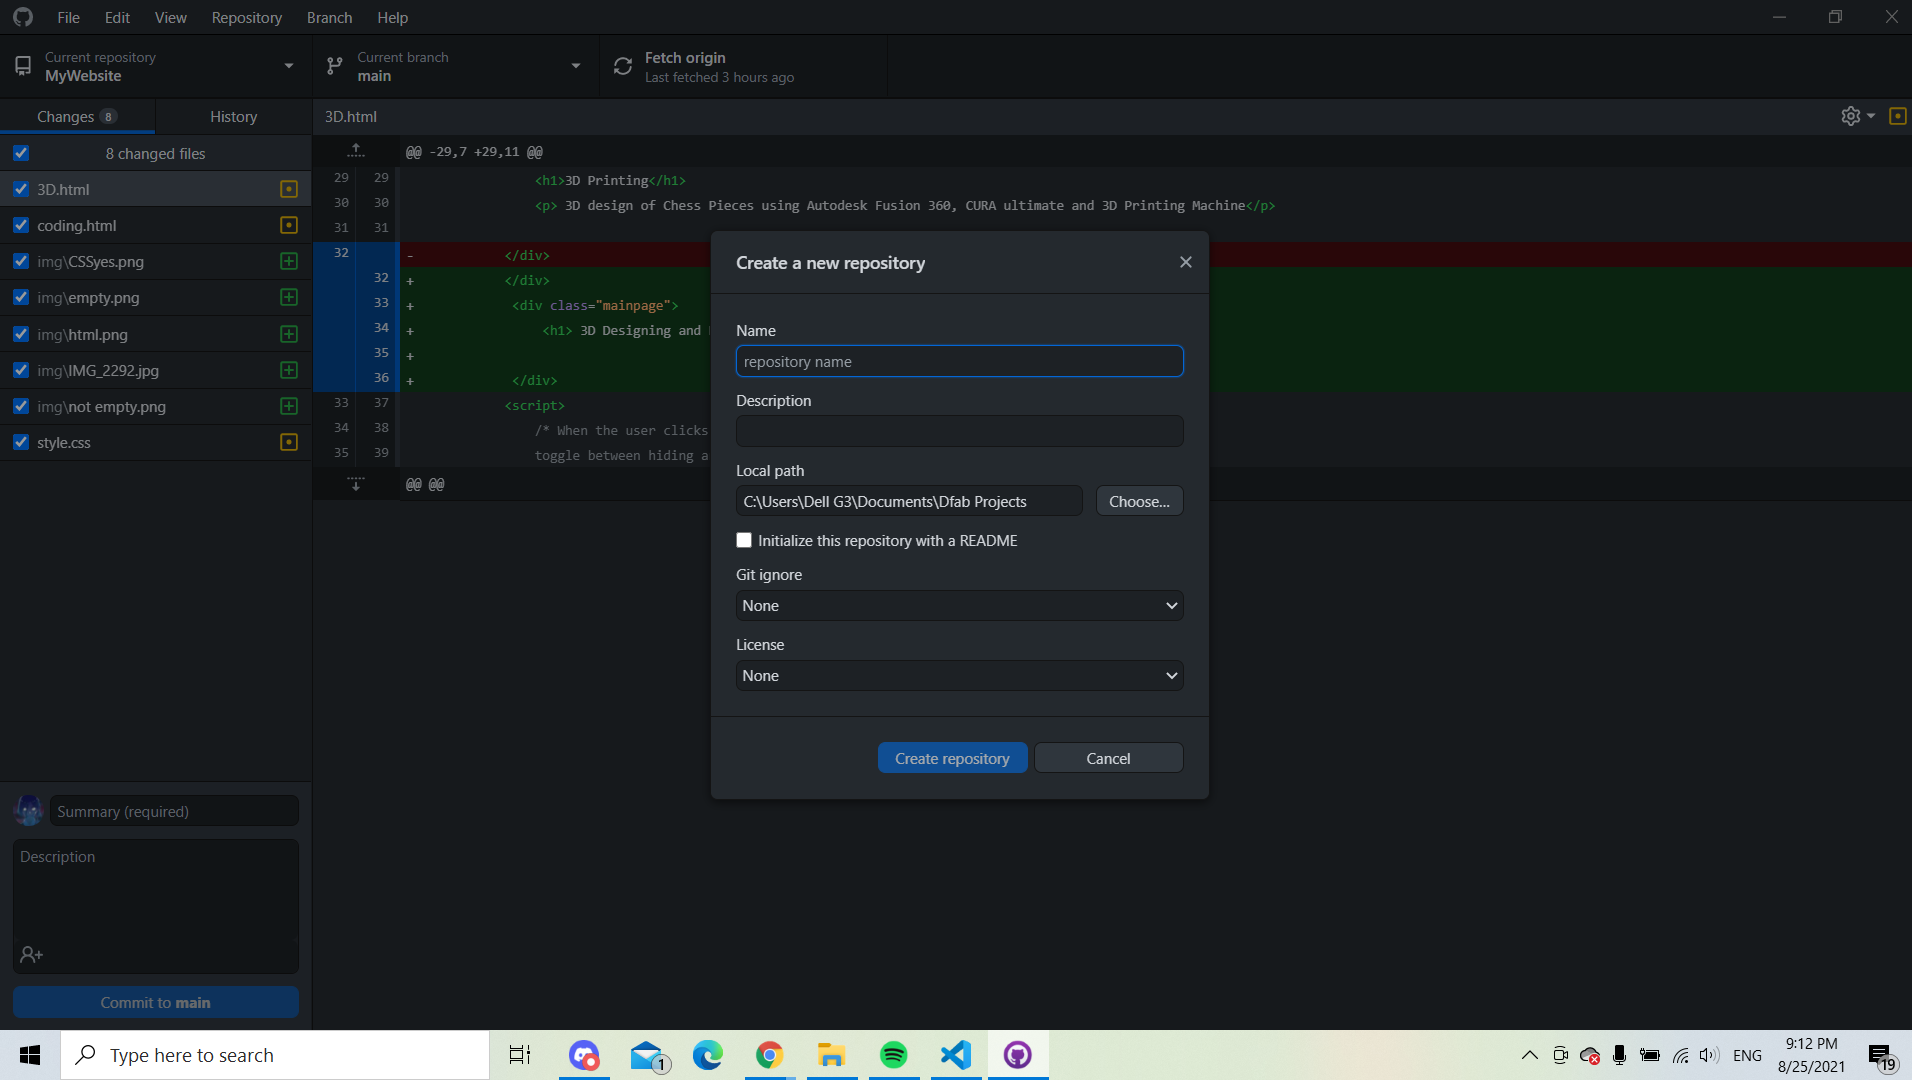 File Edit View Repository Branch Help
Current repository
MyWebsite
Current branch
main
Fetch origin
Last fetched 3 hours ago
Changes 8
History
3D.html
8 changed files
3D.html
coding.html
img\CSSyes.png
img\empty.png
img\html.png
img\IMG_2292.jpg
img\not empty.png
style.css
@@ -29,7 +29,11 @@
29 29 <h1>3D Printing</h1>
30 30 <p> 3D design of Chess Pieces using Autodesk Fusion 360, CURA ultimate and 3D Printing Machine</p>
31 31
32 - </div>
32 + </div>
33 + <div class="mainpage">
34 + <h1> 3D Designing and
35 +
36 + </div>
33 37 <script>
34 38 /* When the user clicks
35 39 toggle between hiding a
@@ @@
Create a new repository
Name
repository name
Description
Local path
C:\Users\Dell G3\Documents\Dfab Projects
Choose...
Initialize this repository with a README
Git ignore
None
License
None
Create repository
Cancel
Summary (required)
Description
Commit to main
Type here to search
1
ENG
9:12 PM
8/25/2021
19